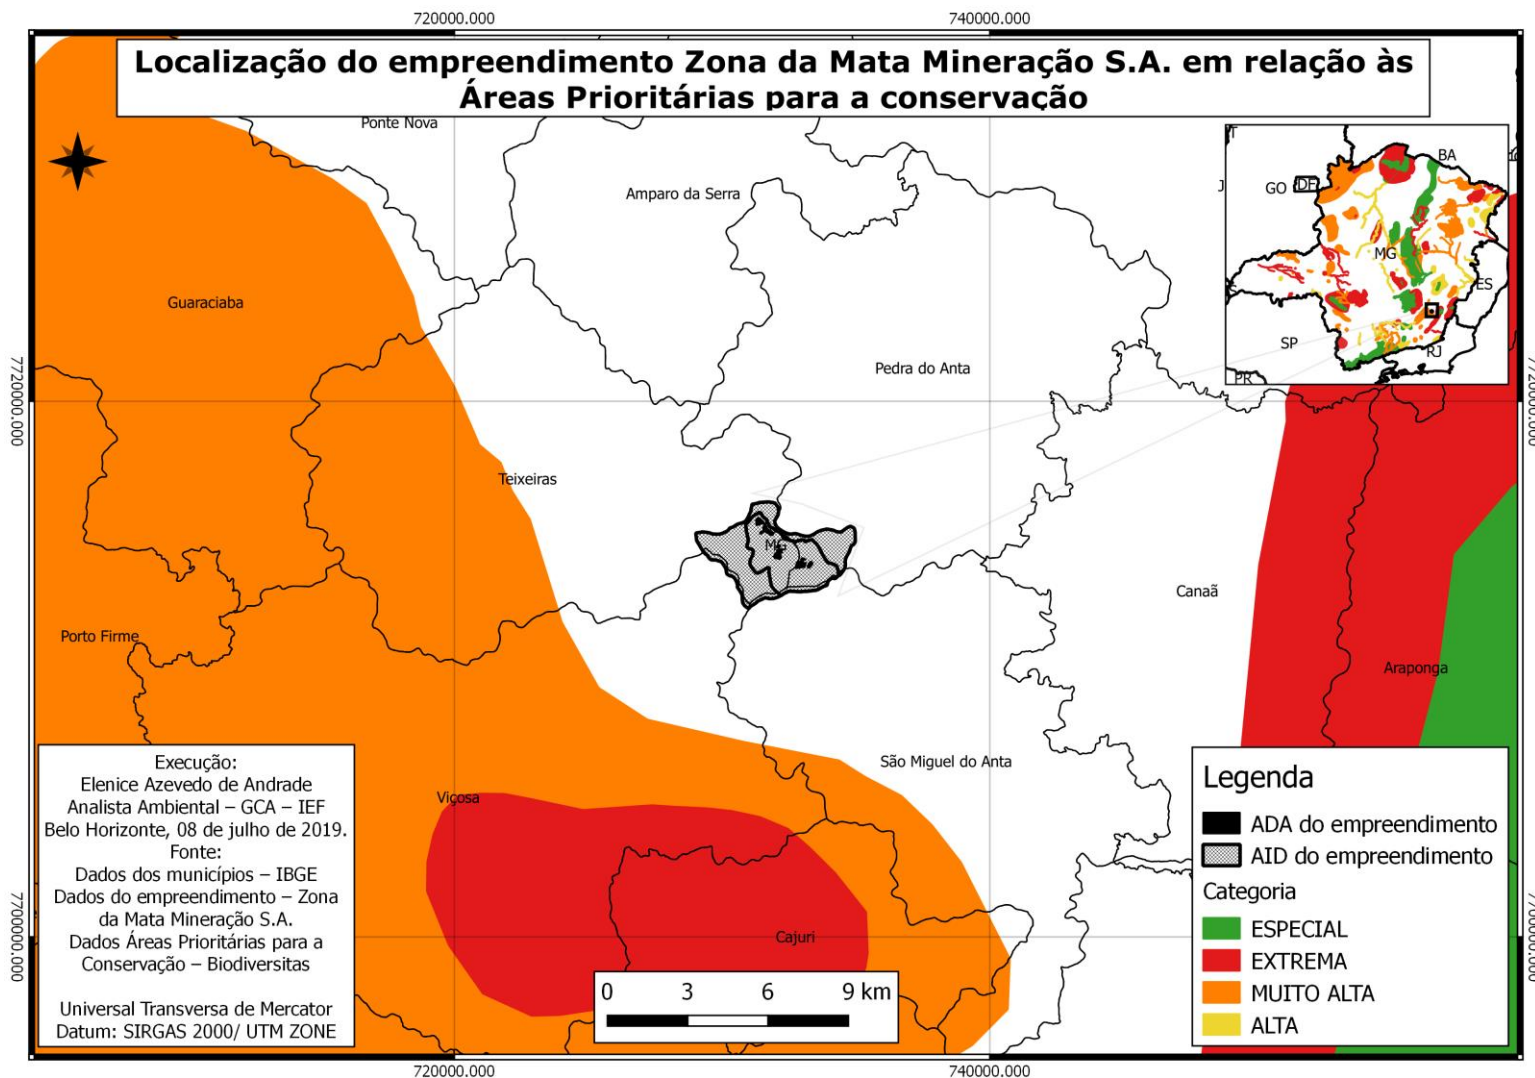 720000.000
740000.000
Localização do empreendimento Zona da Mata Mineração S.A. em relação às
Áreas Prioritárias para a conservação
Ponte Nova
Amparo da Serra
Guaraciaba
Pedra do Anta
Teixeiras
MG
Canaã
Porto Firme
Araponga
São Miguel do Anta
Viçosa
Cajuri
BA
GO
DF
MG
ES
SP
RJ
PR
7720000.000
7720000.000
7700000.000
7700000.000
Execução:
Elenice Azevedo de Andrade
Analista Ambiental – GCA – IEF
Belo Horizonte, 08 de julho de 2019.
Fonte:
Dados dos municípios – IBGE
Dados do empreendimento – Zona
da Mata Mineração S.A.
Dados Áreas Prioritárias para a
Conservação – Biodiversitas
Universal Transversa de Mercator
Datum: SIRGAS 2000/ UTM ZONE
0 3 6 9 km
Legenda
ADA do empreendimento
AID do empreendimento
Categoria
ESPECIAL
EXTREMA
MUITO ALTA
ALTA
720000.000
740000.000